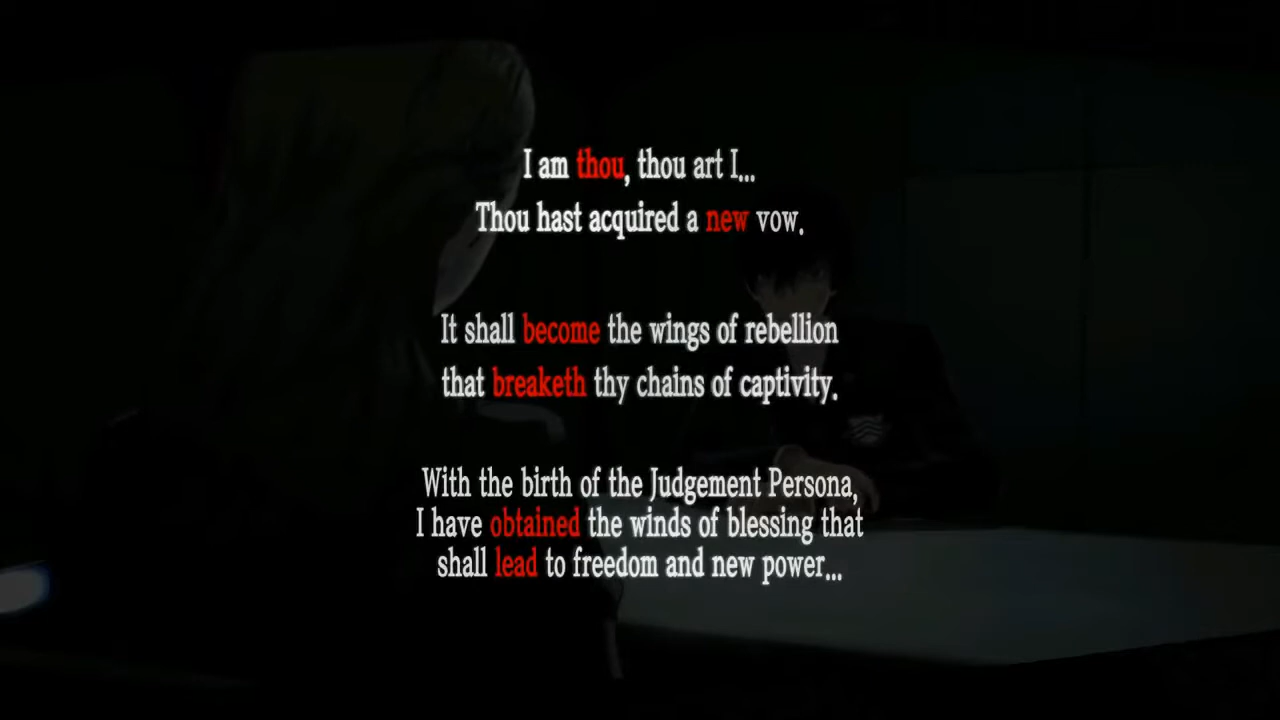 I am thou, thou art I...
Thou hast acquired a new vow.
It shall become the wings of rebellion
that breaketh thy chains of captivity.
With the birth of the Judgement Persona,
I have obtained the winds of blessing that
shall lead to freedom and new power...